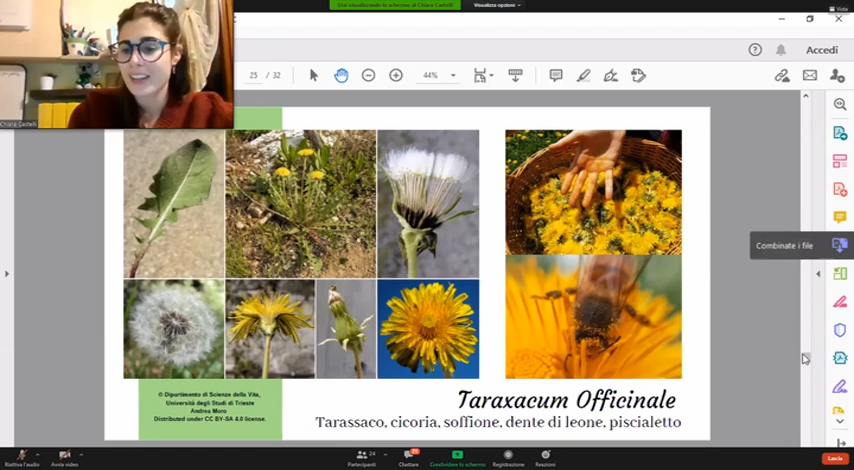 Stai visualizzando lo schermo di Chiara Castelli
Visualizza opzioni
Vista
Accedi
25 / 32
44%
Chiara Castelli
Combinate i file
© Dipartimento di Scienze della Vita,
Università degli Studi di Trieste
Andrea Moro
Distributed under CC BY-SA 4.0 license.
Taraxacum Officinale
Tarassaco, cicoria, soffione, dente di leone, piscialetto
Riattiva l'audio
Avvia video
24
Partecipanti
Chattare
Condividere lo schermo
Registrazione
Reazioni
Lascia